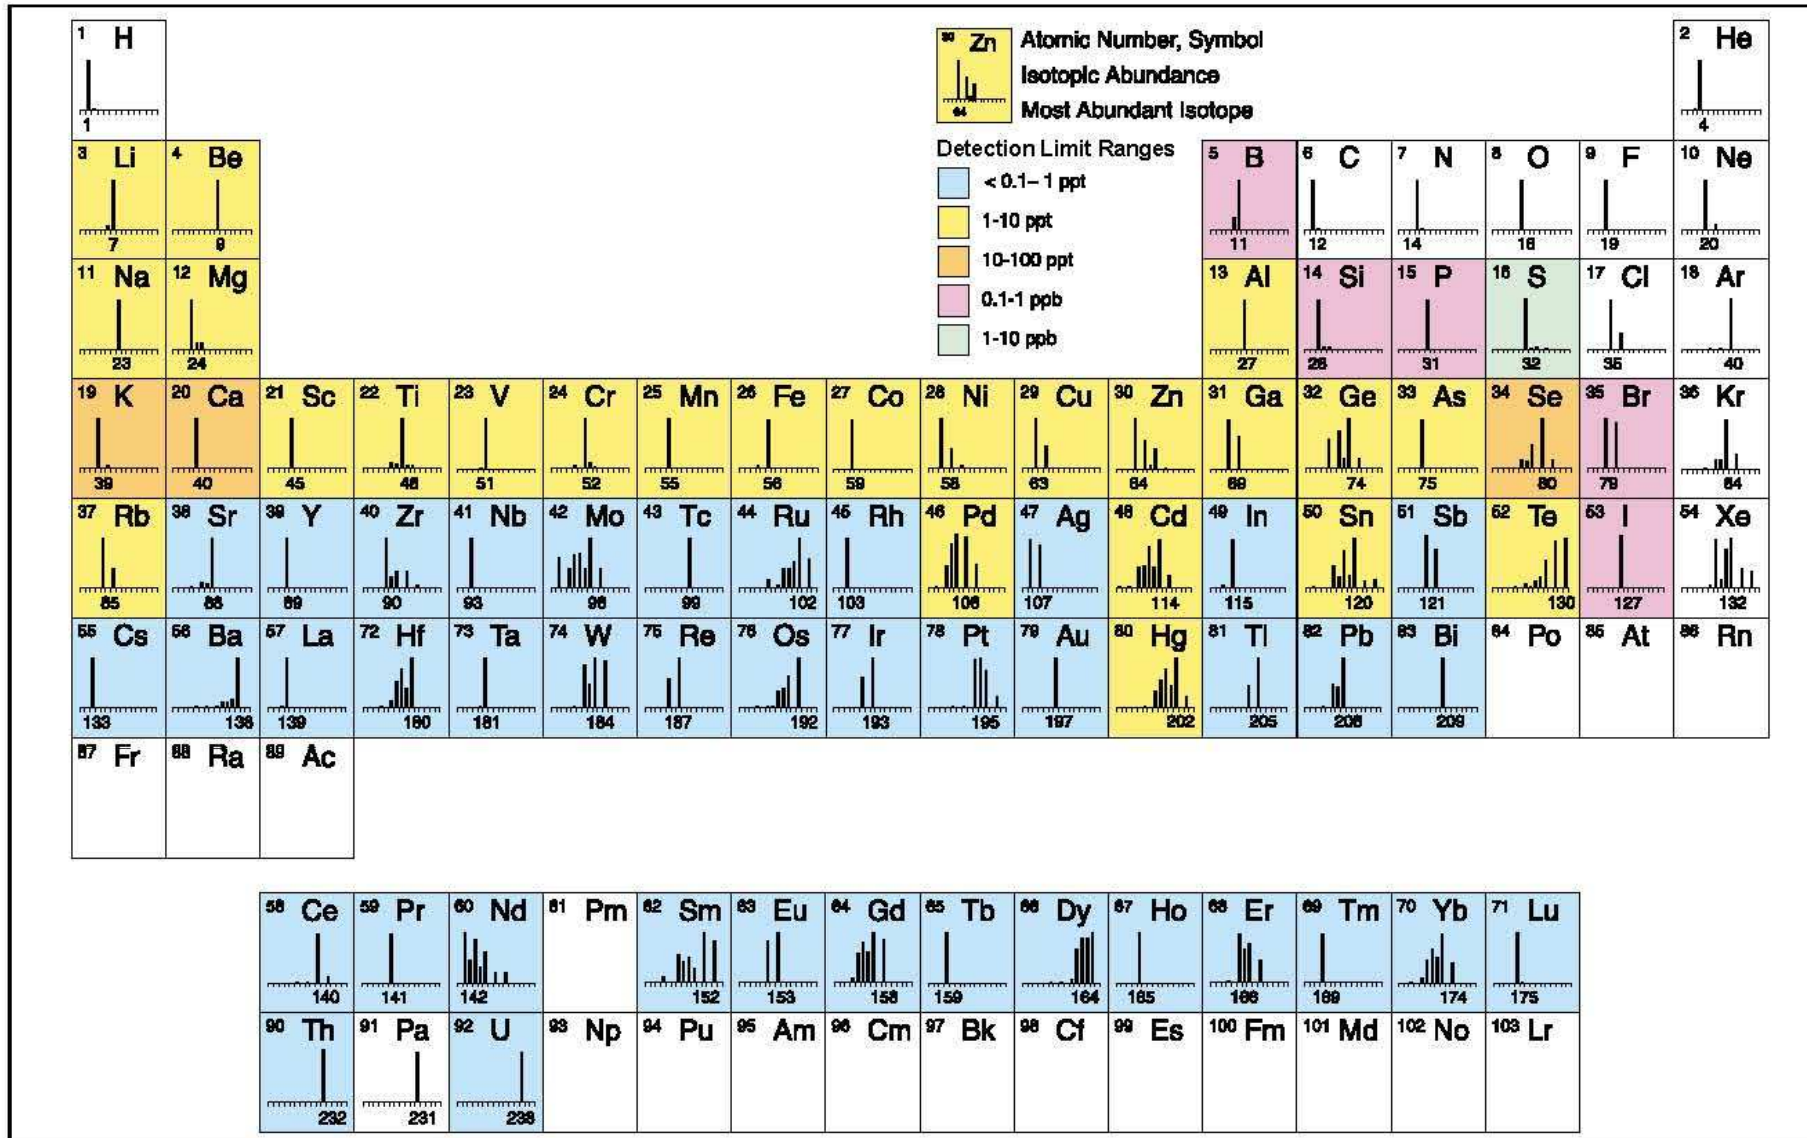 1 H
1
30 Zn Atomic Number, Symbol
Isotopic Abundance
64 Most Abundant Isotope
2 He
4
Detection Limit Ranges
< 0.1– 1 ppt
1-10 ppt
10-100 ppt
0.1-1 ppb
1-10 ppb
3 Li 4 Be 5 B 6 C 7 N 8 O 9 F 10 Ne
7 9 11 12 14 16 19 20
11 Na 12 Mg 13 Al 14 Si 15 P 16 S 17 Cl 18 Ar
23 24 27 28 31 32 35 40
19 K 20 Ca 21 Sc 22 Ti 23 V 24 Cr 25 Mn 26 Fe 27 Co 28 Ni 29 Cu 30 Zn 31 Ga 32 Ge 33 As 34 Se 35 Br 36 Kr
39 40 45 48 51 52 55 56 59 58 63 64 69 74 75 80 79 84
37 Rb 38 Sr 39 Y 40 Zr 41 Nb 42 Mo 43 Tc 44 Ru 45 Rh 46 Pd 47 Ag 48 Cd 49 In 50 Sn 51 Sb 52 Te 53 I 54 Xe
85 88 89 90 93 98 99 102 103 106 107 114 115 120 121 130 127 132
55 Cs 56 Ba 57 La 72 Hf 73 Ta 74 W 75 Re 76 Os 77 Ir 78 Pt 79 Au 80 Hg 81 Tl 82 Pb 83 Bi 84 Po 85 At 86 Rn
133 138 139 180 181 184 187 192 193 195 197 202 205 208 209
87 Fr 88 Ra 89 Ac
58 Ce 59 Pr 60 Nd 61 Pm 62 Sm 63 Eu 64 Gd 65 Tb 66 Dy 67 Ho 68 Er 69 Tm 70 Yb 71 Lu
140 141 142 152 153 158 159 164 165 166 169 174 175
90 Th 91 Pa 92 U 93 Np 94 Pu 95 Am 96 Cm 97 Bk 98 Cf 99 Es 100 Fm 101 Md 102 No 103 Lr
232 231 238